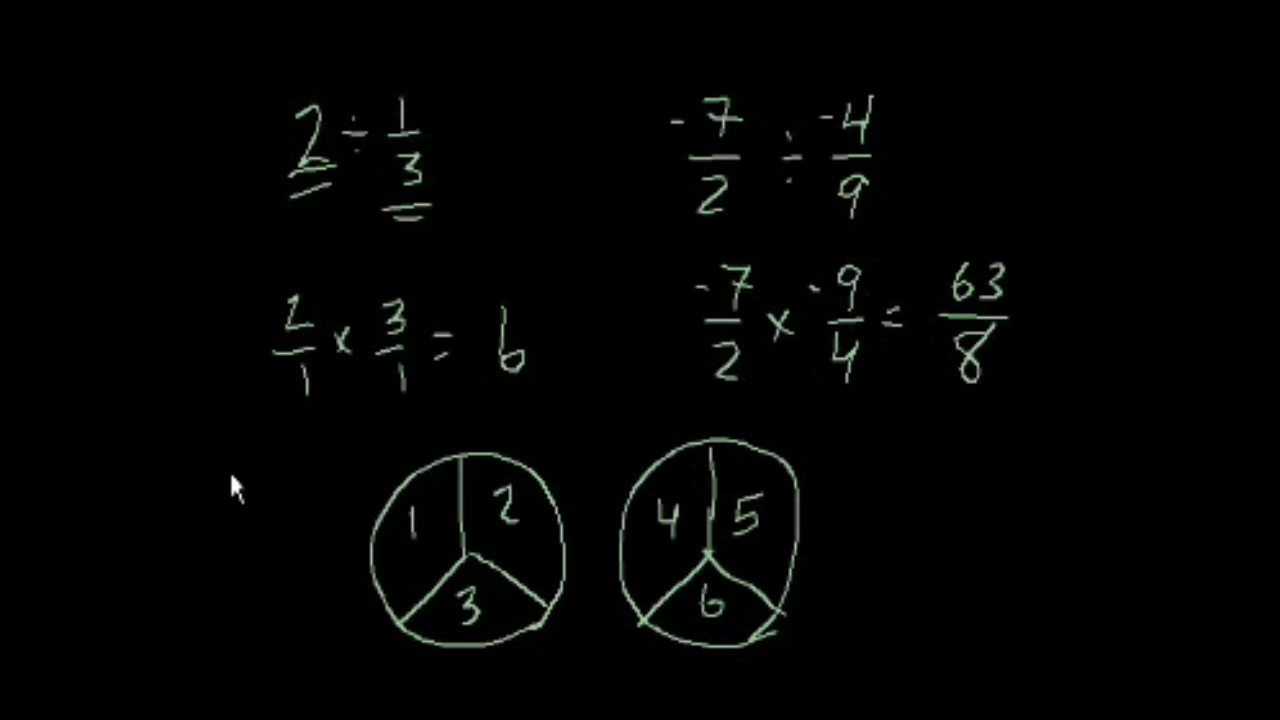 2 ÷ 1/3
-7/2 ÷ -4/9
2/1 x 3/1 = 6
-7/2 x -9/4 = 63/8
1 2 3
4 5 6